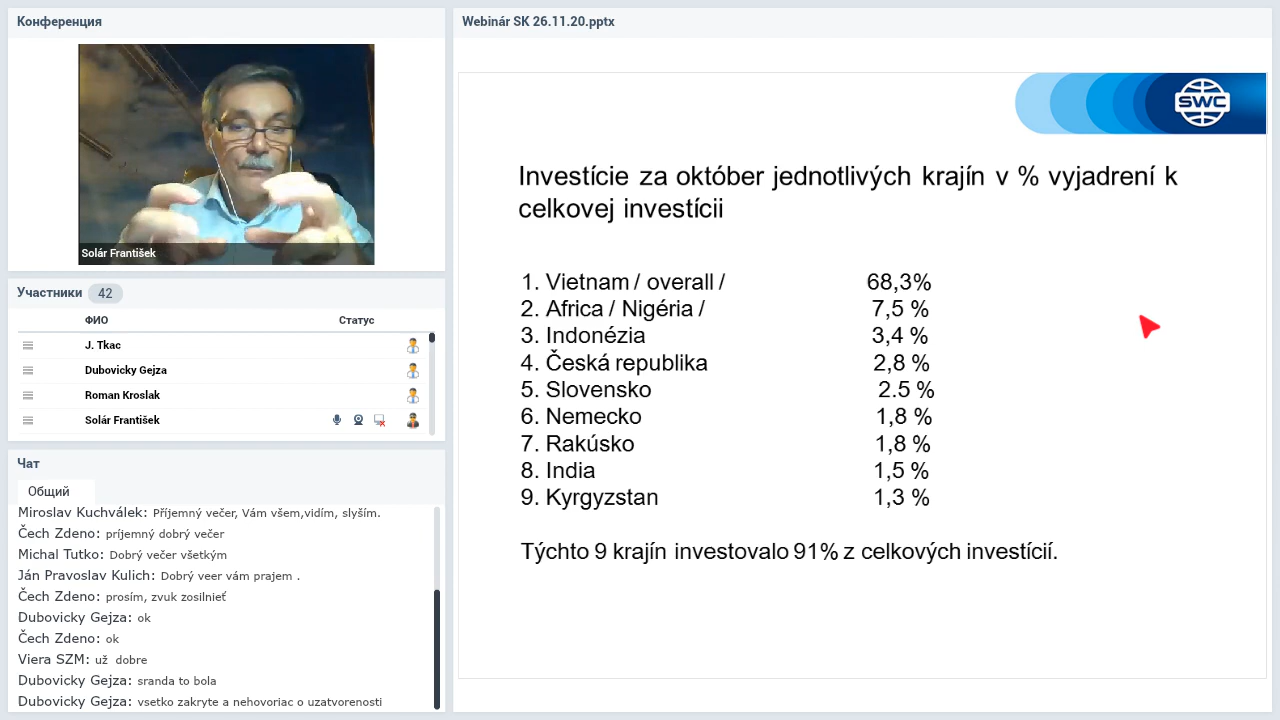 Конференция
Solár František
Участники 42
ФИО Статус
J. Tkac
Dubovicky Gejza
Roman Kroslak
Solár František
Чат
Общий
Miroslav Kuchválek: Příjemný večer, Vám všem,vidím, slyším.
Čech Zdeno: príjemný dobrý večer
Michal Tutko: Dobrý večer všetkým
Ján Pravoslav Kulich: Dobrý veer vám prajem .
Čech Zdeno: prosím, zvuk zosilnieť
Dubovicky Gejza: ok
Čech Zdeno: ok
Viera SZM: už dobre
Dubovicky Gejza: sranda to bola
Dubovicky Gejza: vsetko zakryte a nehovoriac o uzatvorenosti
Webinár SK 26.11.20.pptx
SWC
Investície za október jednotlivých krajín v % vyjadrení k
celkovej investícii
1. Vietnam / overall / 68,3%
2. Africa / Nigéria / 7,5 %
3. Indonézia 3,4 %
4. Česká republika 2,8 %
5. Slovensko 2.5 %
6. Nemecko 1,8 %
7. Rakúsko 1,8 %
8. India 1,5 %
9. Kyrgyzstan 1,3 %
Týchto 9 krajín investovalo 91% z celkových investícií.